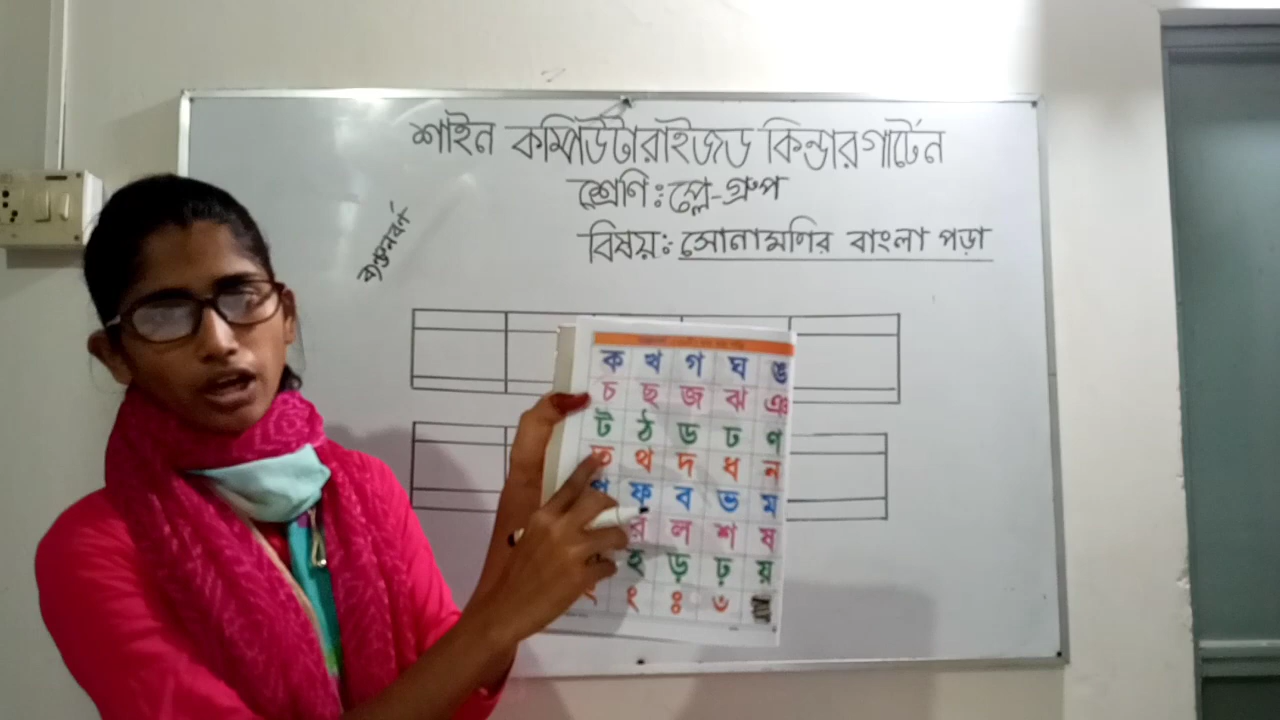 শাইন কম্পিউটারাইজড কিন্ডারগার্টেন
শ্রেণি: প্লে-গ্রুপ
বিষয়: সোনামণির বাংলা পড়া
ব্যঞ্জনবর্ণ
ক খ গ ঘ ঙ
চ ছ জ ঝ ঞ
ট ঠ ড ঢ ণ
ত থ দ ধ ন
প ফ ব ভ ম
র ল শ ষ
হ ড় ঢ় য়
ৎ ং ঃ ঁ